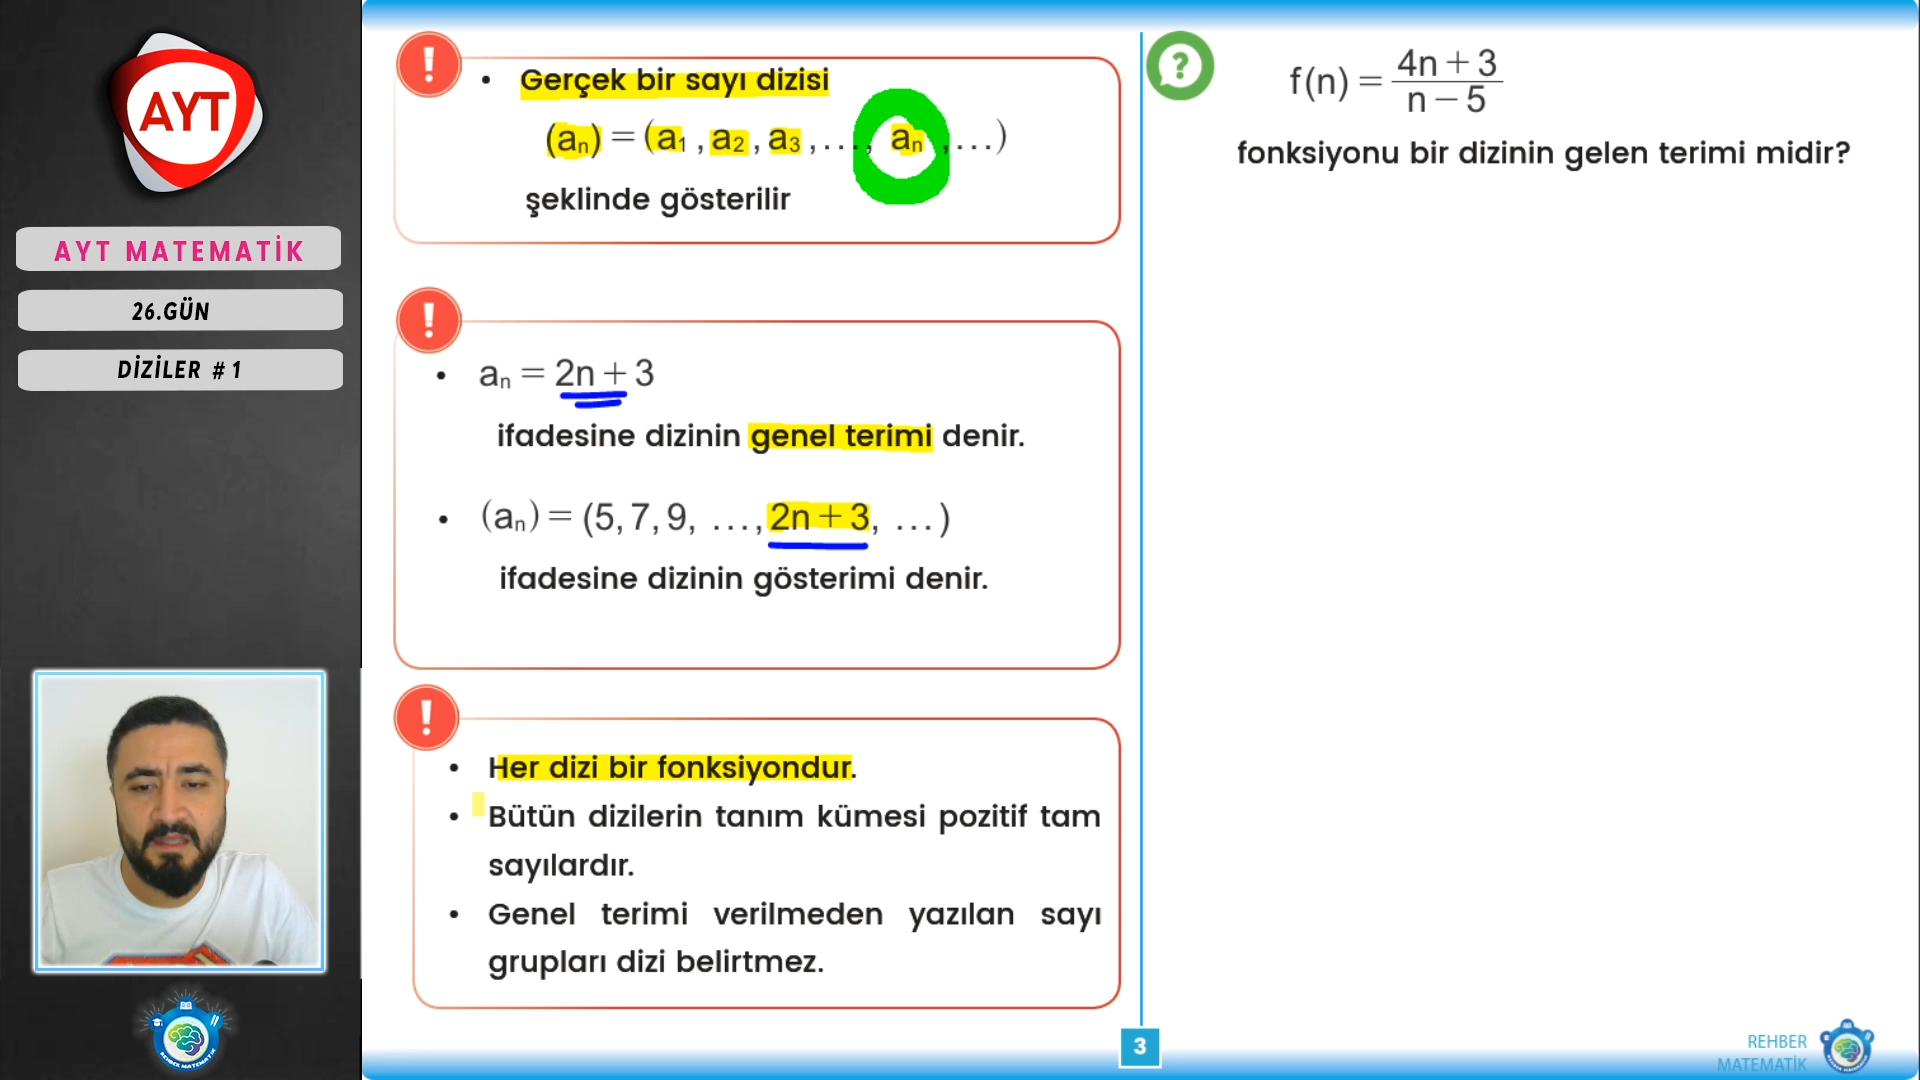 AYT
AYT MATEMATİK
26.GÜN
DİZİLER # 1
REHBER MATEMATİK
!
• Gerçek bir sayı dizisi
(aₙ) = (a₁ , a₂ , a₃ , ..., aₙ , ...)
şeklinde gösterilir
!
• aₙ = 2n + 3
ifadesine dizinin genel terimi denir.
• (aₙ) = (5, 7, 9, ..., 2n + 3, ...)
ifadesine dizinin gösterimi denir.
!
• Her dizi bir fonksiyondur.
• Bütün dizilerin tanım kümesi pozitif tam
sayılardır.
• Genel terimi verilmeden yazılan sayı
grupları dizi belirtmez.
?
f(n) = (4n + 3)/(n − 5)
fonksiyonu bir dizinin gelen terimi midir?
3
REHBER
MATEMATİK